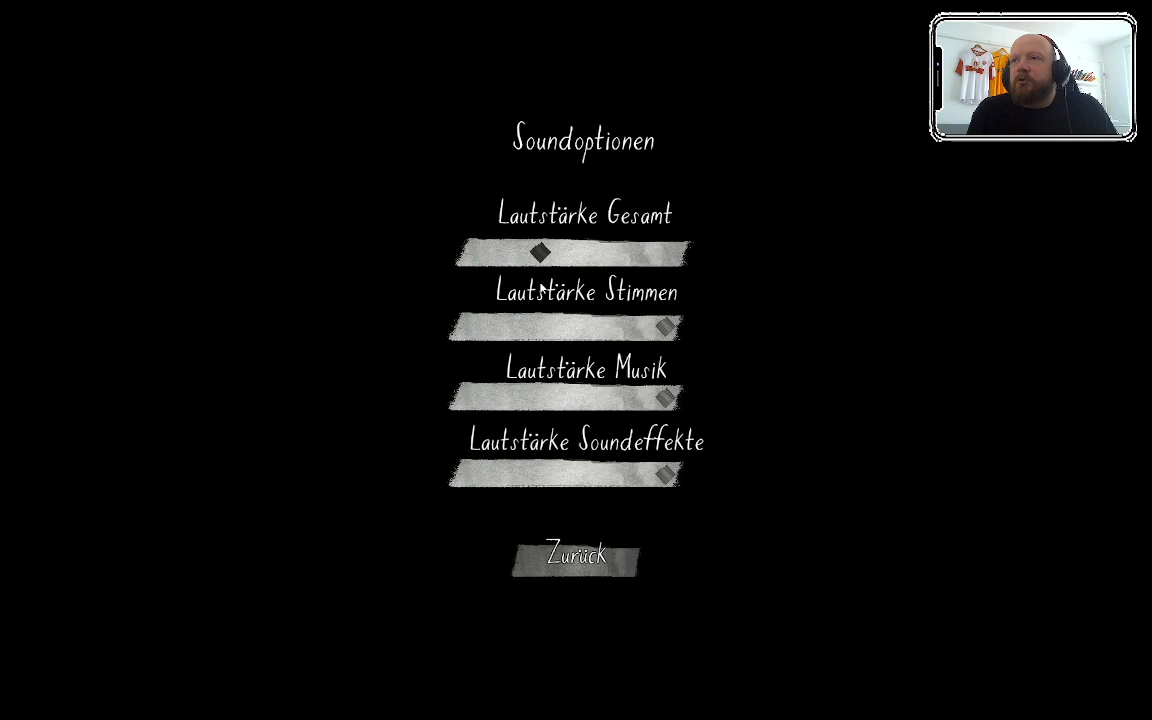 Soundoptionen
Lautstärke Gesamt
Lautstärke Stimmen
Lautstärke Musik
Lautstärke Soundeffekte
Zurück